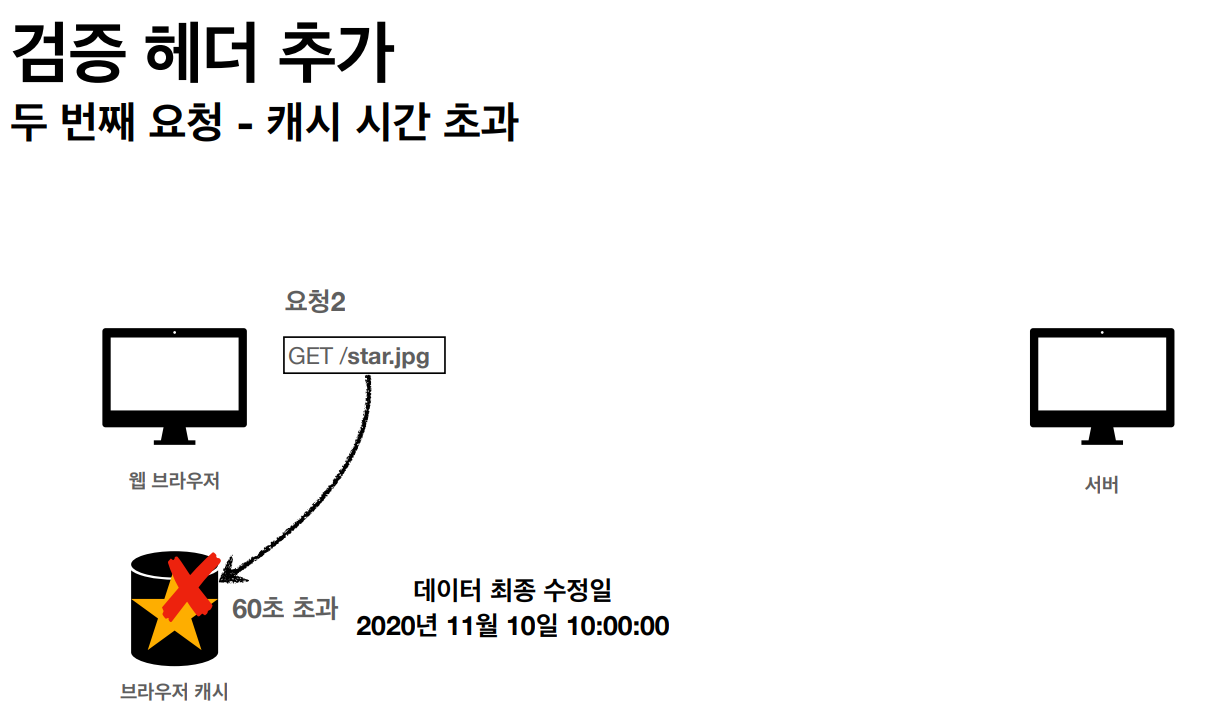 검증 헤더 추가
두 번째 요청 - 캐시 시간 초과
요청2
GET /star.jpg
웹 브라우저
서버
60초 초과
데이터 최종 수정일
2020년 11월 10일 10:00:00
브라우저 캐시